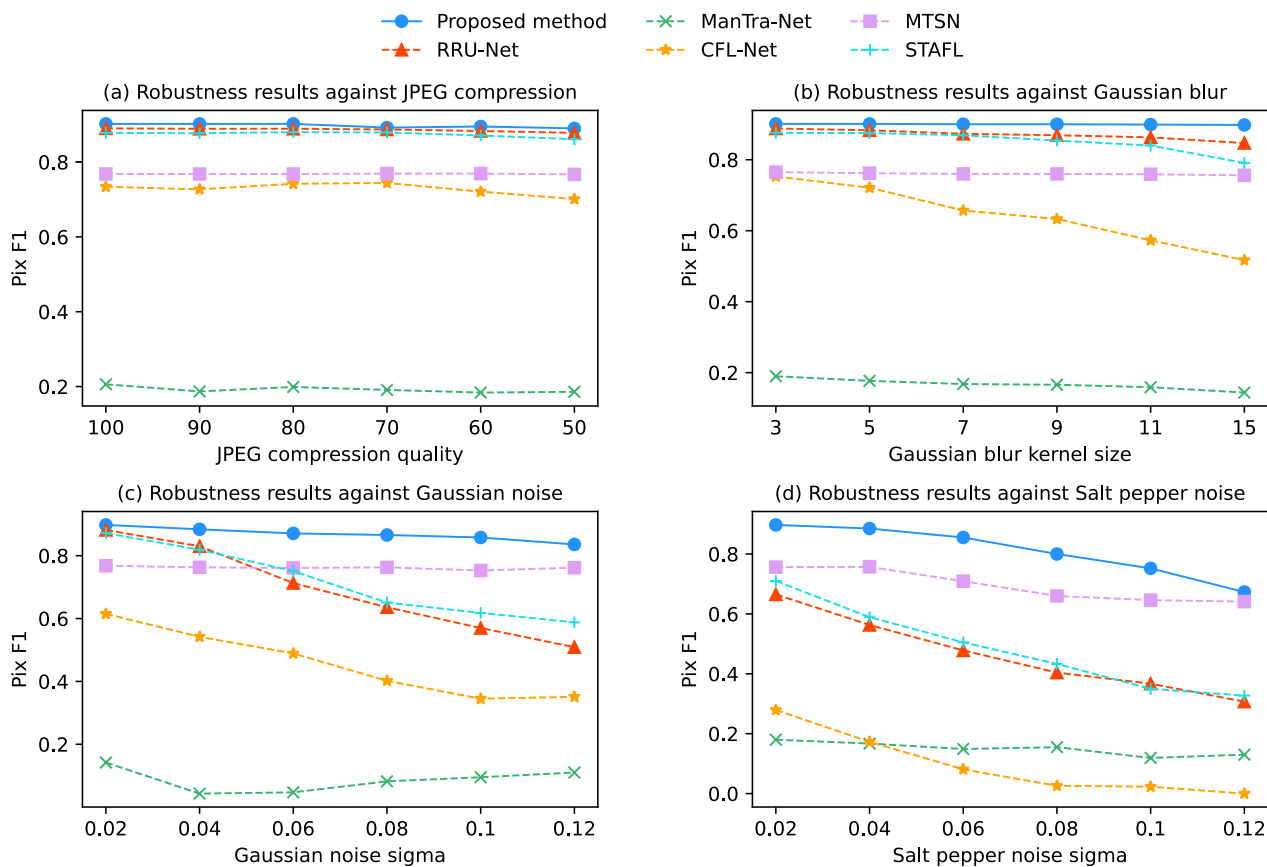 Proposed method
RRU-Net
ManTra-Net
CFL-Net
MTSN
STAFL
(a) Robustness results against JPEG compression
Pix F1
0.8
0.6
0.4
0.2
100 90 80 70 60 50
JPEG compression quality
(b) Robustness results against Gaussian blur
Pix F1
0.8
0.6
0.4
0.2
3 5 7 9 11 15
Gaussian blur kernel size
(c) Robustness results against Gaussian noise
Pix F1
0.8
0.6
0.4
0.2
0.02 0.04 0.06 0.08 0.1 0.12
Gaussian noise sigma
(d) Robustness results against Salt pepper noise
Pix F1
0.8
0.6
0.4
0.2
0.0
0.02 0.04 0.06 0.08 0.1 0.12
Salt pepper noise sigma